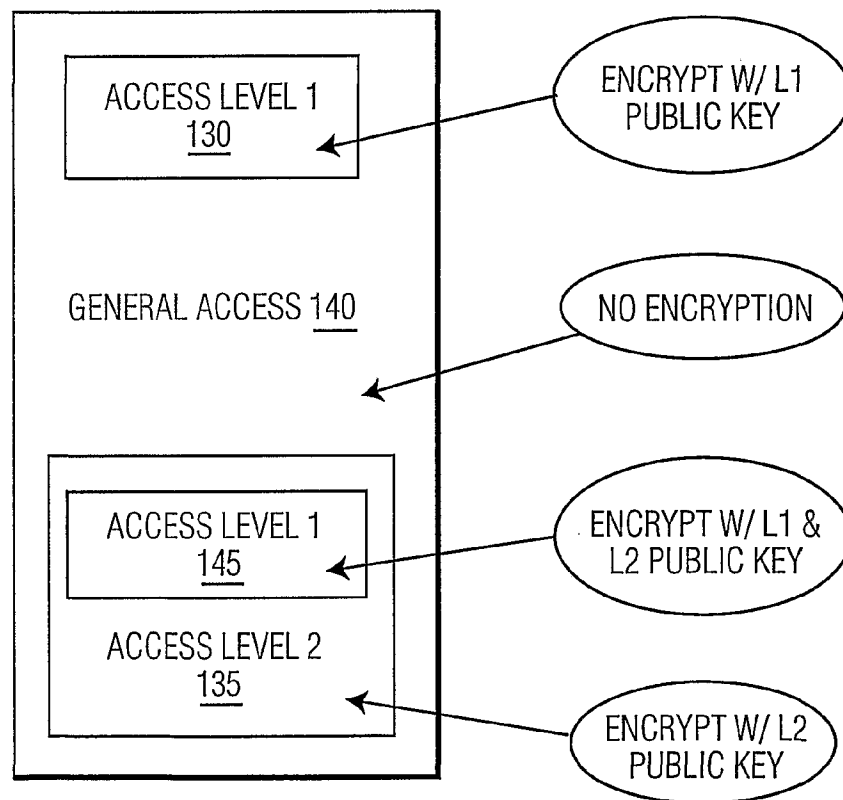 ACCESS LEVEL 1
130
ENCRYPT W/ L1
PUBLIC KEY
GENERAL ACCESS 140
NO ENCRYPTION
ACCESS LEVEL 1
145
ENCRYPT W/ L1 &
L2 PUBLIC KEY
ACCESS LEVEL 2
135
ENCRYPT W/ L2
PUBLIC KEY